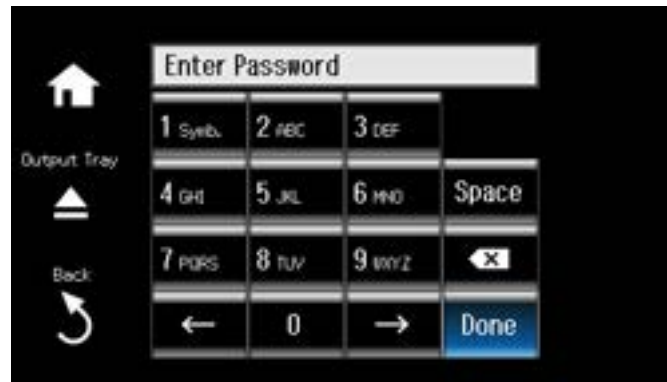 Enter Password
1 Symb. 2 ABC 3 DEF
Output Tray
4 GHI 5 JKL 6 MNO Space
7 PQRS 8 TUV 9 WXYZ
Back
0 Done